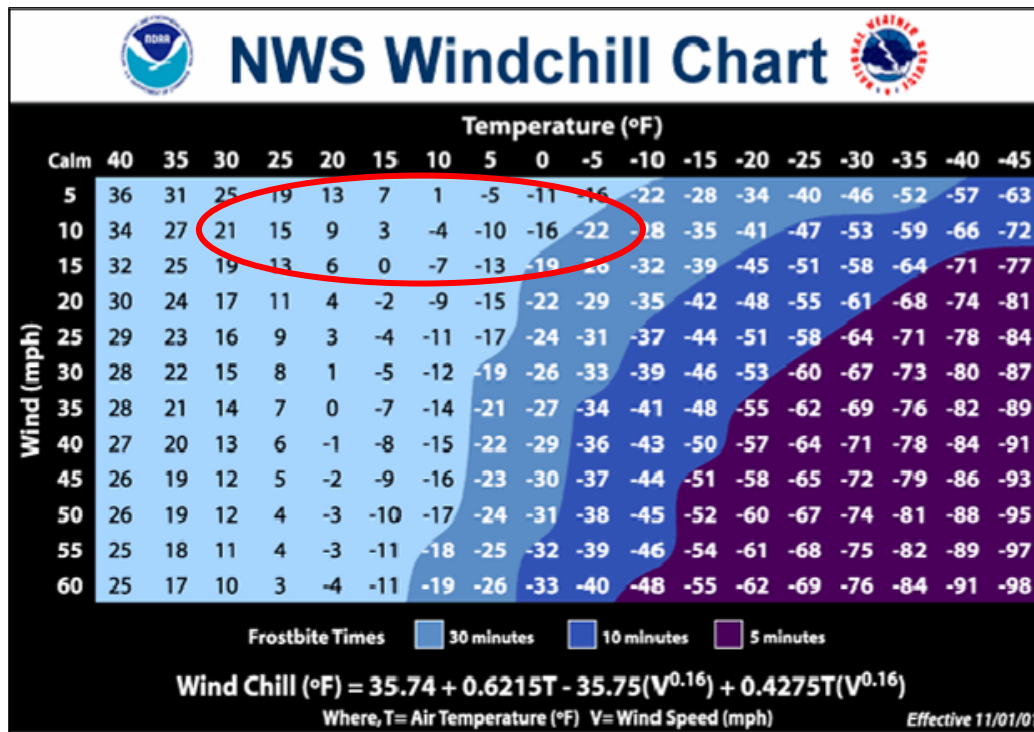 NOAA
NWS Windchill Chart
Temperature (°F)
Calm 40 35 30 25 20 15 10 5 0 -5 -10 -15 -20 -25 -30 -35 -40 -45
5 36 31 25 19 13 7 1 -5 -11 -16 -22 -28 -34 -40 -46 -52 -57 -63
10 34 27 21 15 9 3 -4 -10 -16 -22 -28 -35 -41 -47 -53 -59 -66 -72
15 32 25 19 13 6 0 -7 -13 -19 -26 -32 -39 -45 -51 -58 -64 -71 -77
20 30 24 17 11 4 -2 -9 -15 -22 -29 -35 -42 -48 -55 -61 -68 -74 -81
25 29 23 16 9 3 -4 -11 -17 -24 -31 -37 -44 -51 -58 -64 -71 -78 -84
30 28 22 15 8 1 -5 -12 -19 -26 -33 -39 -46 -53 -60 -67 -73 -80 -87
35 28 21 14 7 0 -7 -14 -21 -27 -34 -41 -48 -55 -62 -69 -76 -82 -89
40 27 20 13 6 -1 -8 -15 -22 -29 -36 -43 -50 -57 -64 -71 -78 -84 -91
45 26 19 12 5 -2 -9 -16 -23 -30 -37 -44 -51 -58 -65 -72 -79 -86 -93
50 26 19 12 4 -3 -10 -17 -24 -31 -38 -45 -52 -60 -67 -74 -81 -88 -95
55 25 18 11 4 -3 -11 -18 -25 -32 -39 -46 -54 -61 -68 -75 -82 -89 -97
60 25 17 10 3 -4 -11 -19 -26 -33 -40 -48 -55 -62 -69 -76 -84 -91 -98
Wind (mph)
Frostbite Times 30 minutes 10 minutes 5 minutes
Wind Chill (°F) = 35.74 + 0.6215T - 35.75(V0.16) + 0.4275T(V0.16)
Where, T= Air Temperature (°F) V= Wind Speed (mph)
Effective 11/01/01